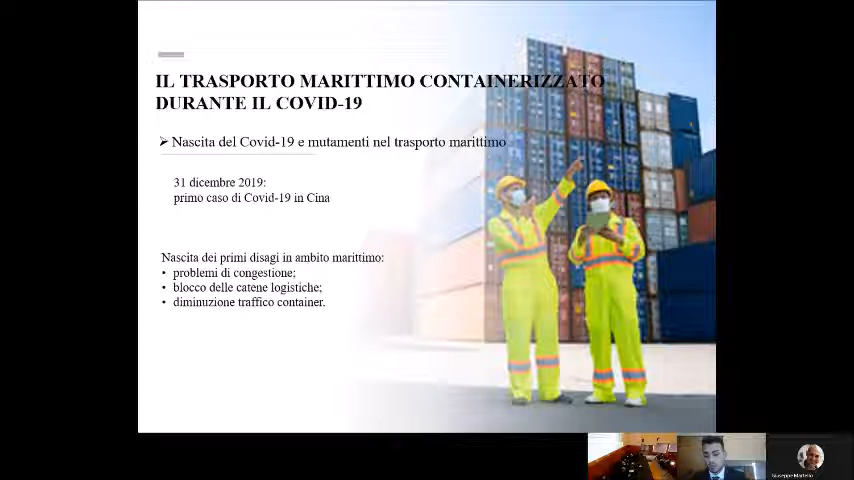 IL TRASPORTO MARITTIMO CONTAINERIZZATO
DURANTE IL COVID-19
➢ Nascita del Covid-19 e mutamenti nel trasporto marittimo
31 dicembre 2019:
primo caso di Covid-19 in Cina
Nascita dei primi disagi in ambito marittimo:
• problemi di congestione;
• blocco delle catene logistiche;
• diminuzione traffico container.
Giuseppe Martello